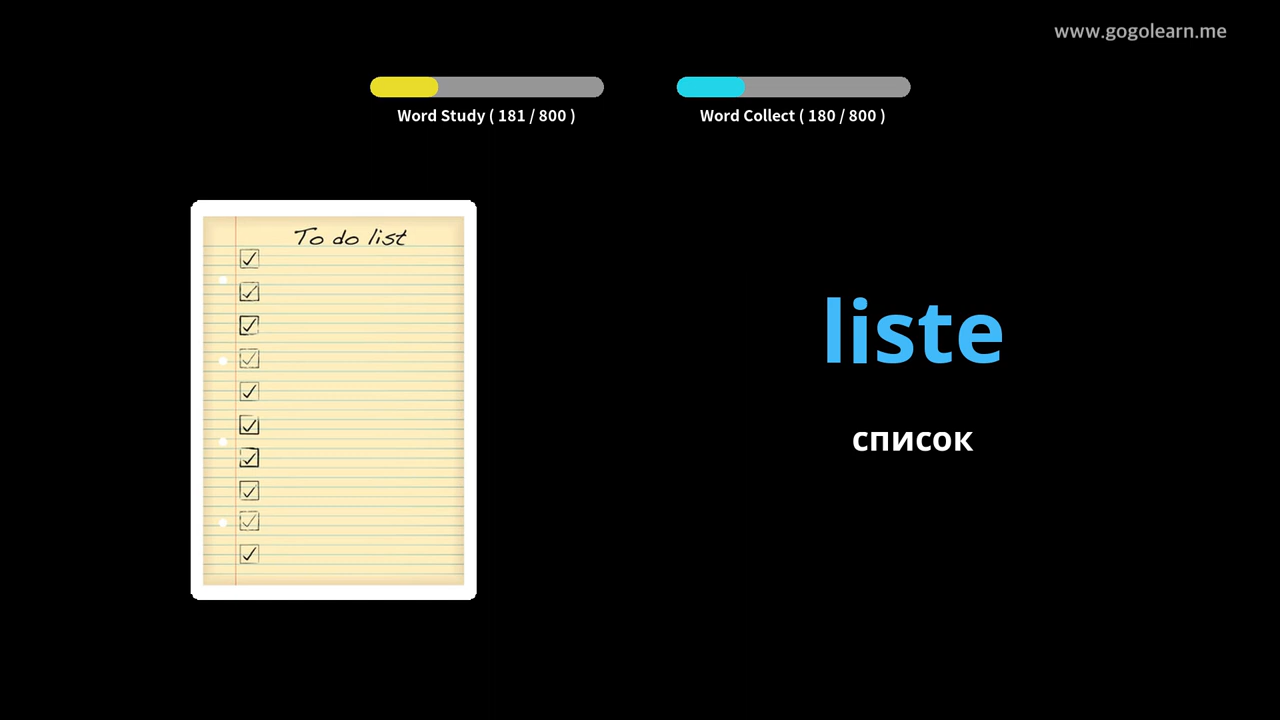 www.gogolearn.me
Word Study ( 181 / 800 )
Word Collect ( 180 / 800 )
To do list
liste
список